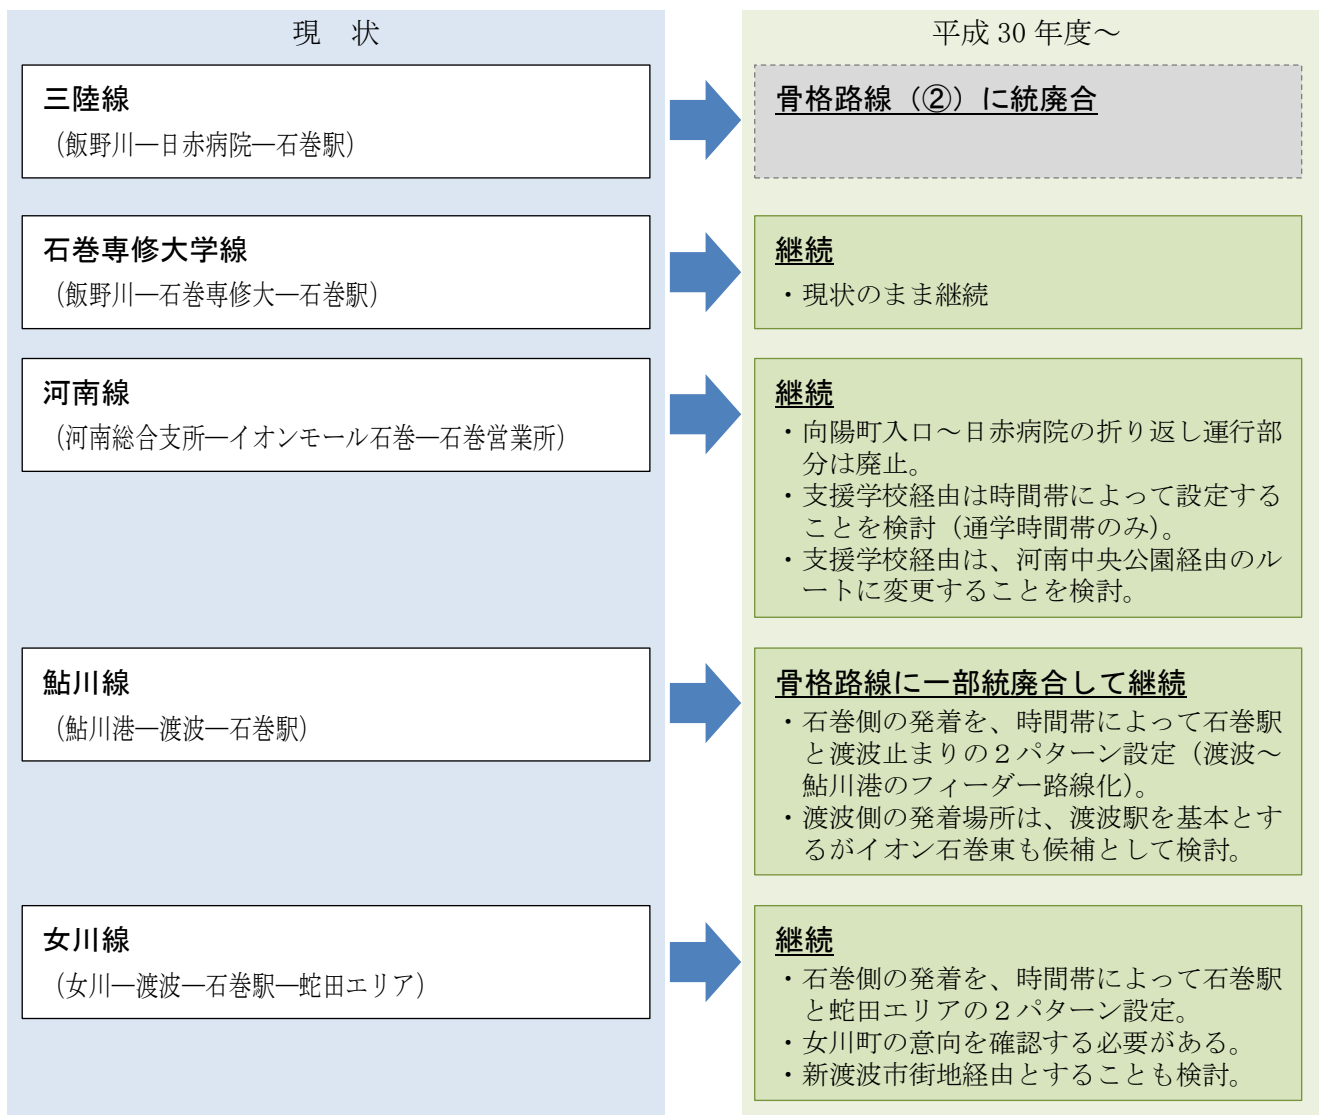 現　状
平成 30 年度～
三陸線
（飯野川―日赤病院―石巻駅）
骨格路線（②）に統廃合
石巻専修大学線
（飯野川―石巻専修大―石巻駅）
継続
・現状のまま継続
河南線
（河南総合支所―イオンモール石巻―石巻営業所）
継続
・向陽町入口～日赤病院の折り返し運行部
分は廃止。
・支援学校経由は時間帯によって設定する
ことを検討（通学時間帯のみ）。
・支援学校経由は、河南中央公園経由のル
ートに変更することを検討。
鮎川線
（鮎川港―渡波―石巻駅）
骨格路線に一部統廃合して継続
・石巻側の発着を、時間帯によって石巻駅
と渡波止まりの２パターン設定（渡波～
鮎川港のフィーダー路線化）。
・渡波側の発着場所は、渡波駅を基本とす
るがイオン石巻東も候補として検討。
女川線
（女川―渡波―石巻駅―蛇田エリア）
継続
・石巻側の発着を、時間帯によって石巻駅
と蛇田エリアの２パターン設定。
・女川町の意向を確認する必要がある。
・新渡波市街地経由とすることも検討。